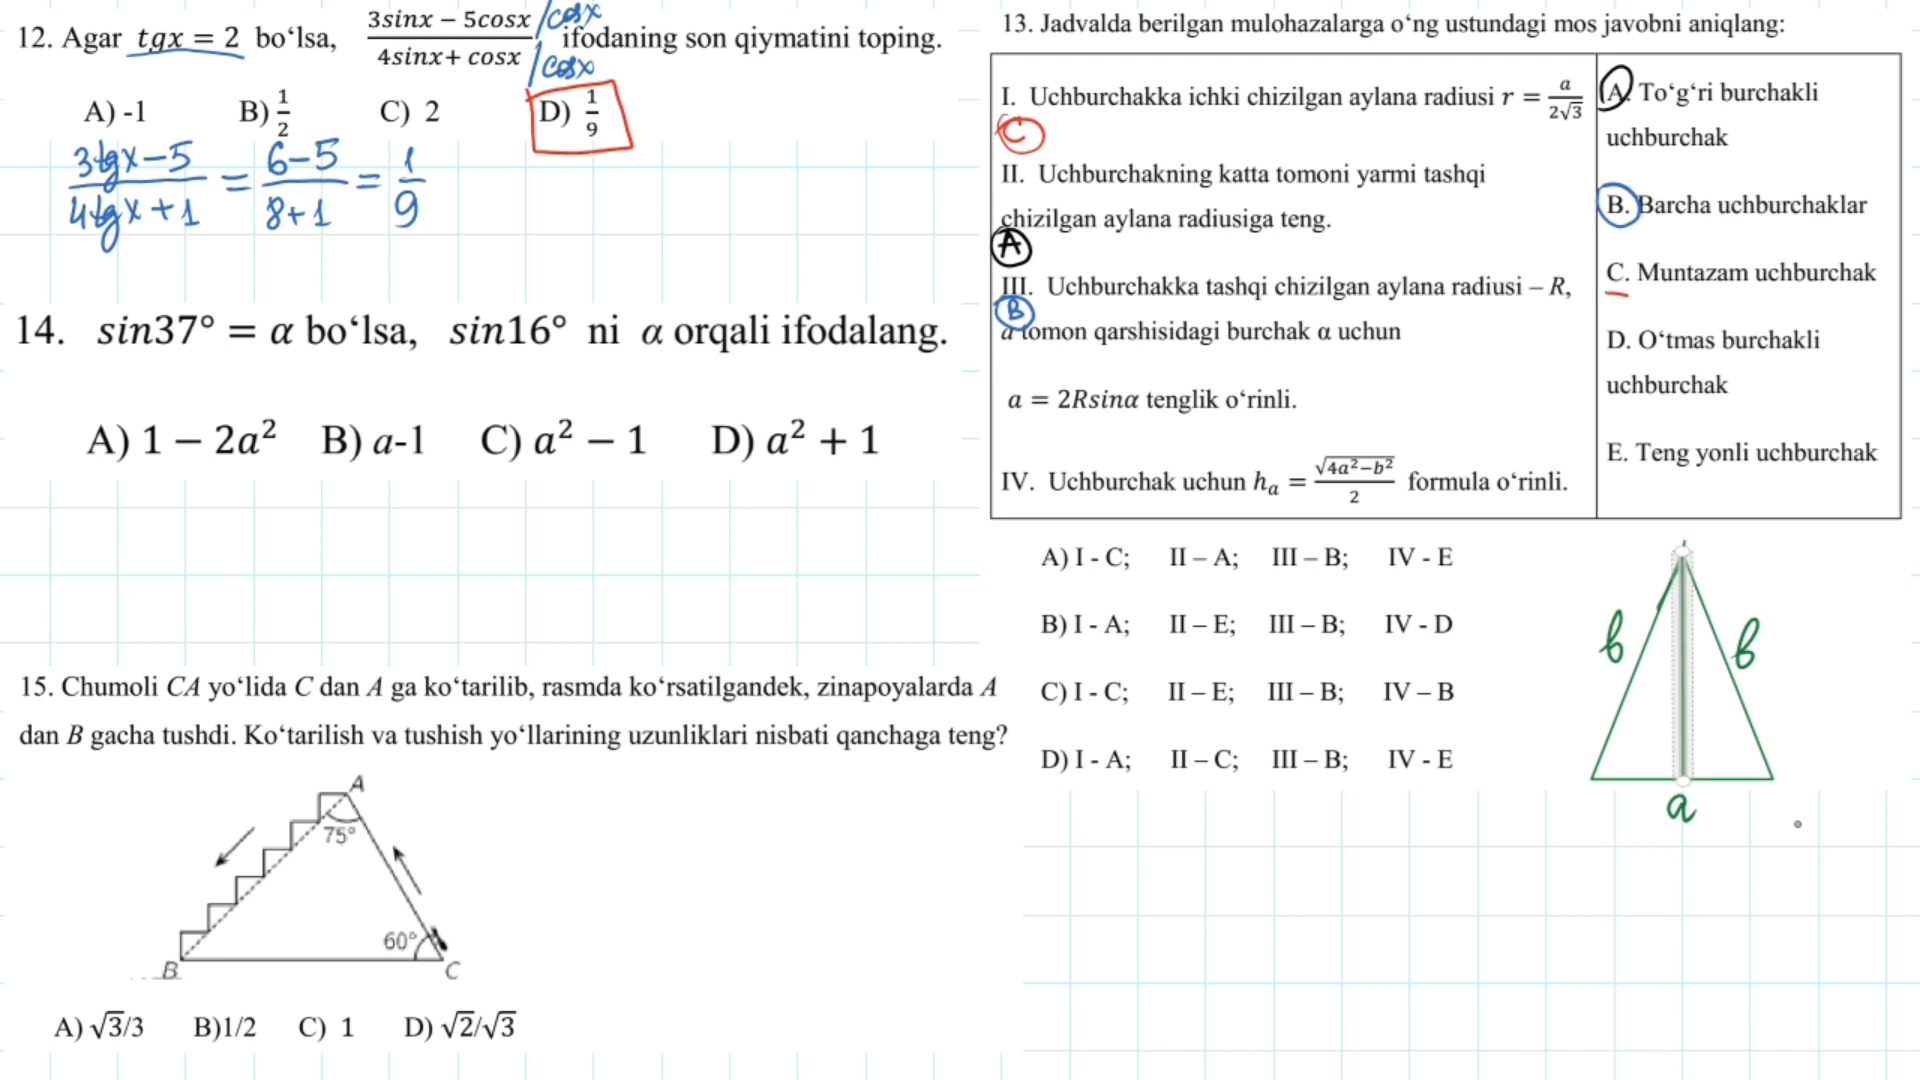 12. Agar tgx = 2 bo‘lsa, (3sinx − 5cosx)/(4sinx+ cosx) ifodaning son qiymatini toping.
/cosx
/cosx
A) -1 B) 1/2 C) 2 D) 1/9
(3tgx−5)/(4tgx+1) = (6−5)/(8+1) = 1/9
14. sin37° = α bo‘lsa, sin16° ni α orqali ifodalang.
A) 1 − 2a² B) a-1 C) a² − 1 D) a² + 1
15. Chumoli CA yo‘lida C dan A ga ko‘tarilib, rasmda ko‘rsatilgandek, zinapoyalarda A
dan B gacha tushdi. Ko‘tarilish va tushish yo‘llarining uzunliklari nisbati qanchaga teng?
A
75°
60°
B
C
A) √3/3 B)1/2 C) 1 D) √2/√3
13. Jadvalda berilgan mulohazalarga o‘ng ustundagi mos javobni aniqlang:
I. Uchburchakka ichki chizilgan aylana radiusi r = a/(2√3)
C
II. Uchburchakning katta tomoni yarmi tashqi
chizilgan aylana radiusiga teng.
A
III. Uchburchakka tashqi chizilgan aylana radiusi – R,
B
a tomon qarshisidagi burchak α uchun
a = 2Rsinα tenglik o‘rinli.
IV. Uchburchak uchun hₐ = √(4a²−b²)/2 formula o‘rinli.
A. To‘g‘ri burchakli
uchburchak
B. Barcha uchburchaklar
C. Muntazam uchburchak
D. O‘tmas burchakli
uchburchak
E. Teng yonli uchburchak
A) I - C; II – A; III – B; IV - E
B) I - A; II – E; III – B; IV - D
C) I - C; II – E; III – B; IV – B
D) I - A; II – C; III – B; IV - E
b
b
a